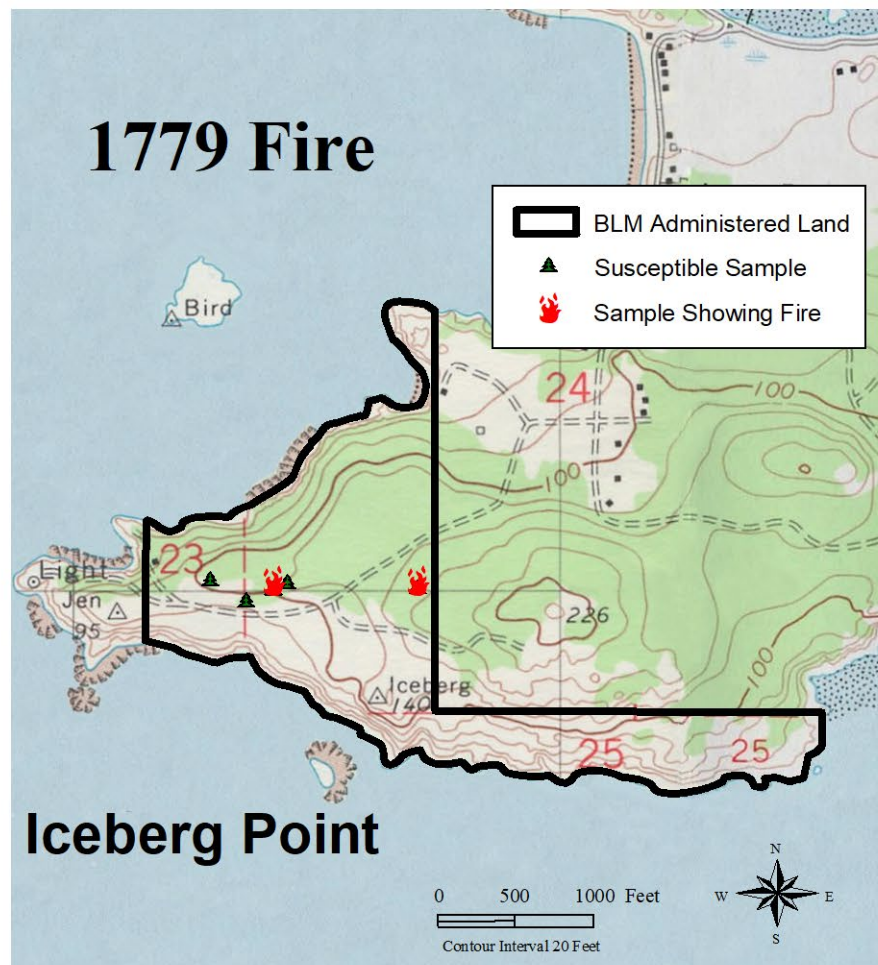 1779 Fire
BLM Administered Land
Susceptible Sample
Sample Showing Fire
Bird
24
100
100
23
Light
Jen
95
226
100
Iceberg
140
25
25
Iceberg Point
0 500 1000 Feet
Contour Interval 20 Feet
N
W E
S